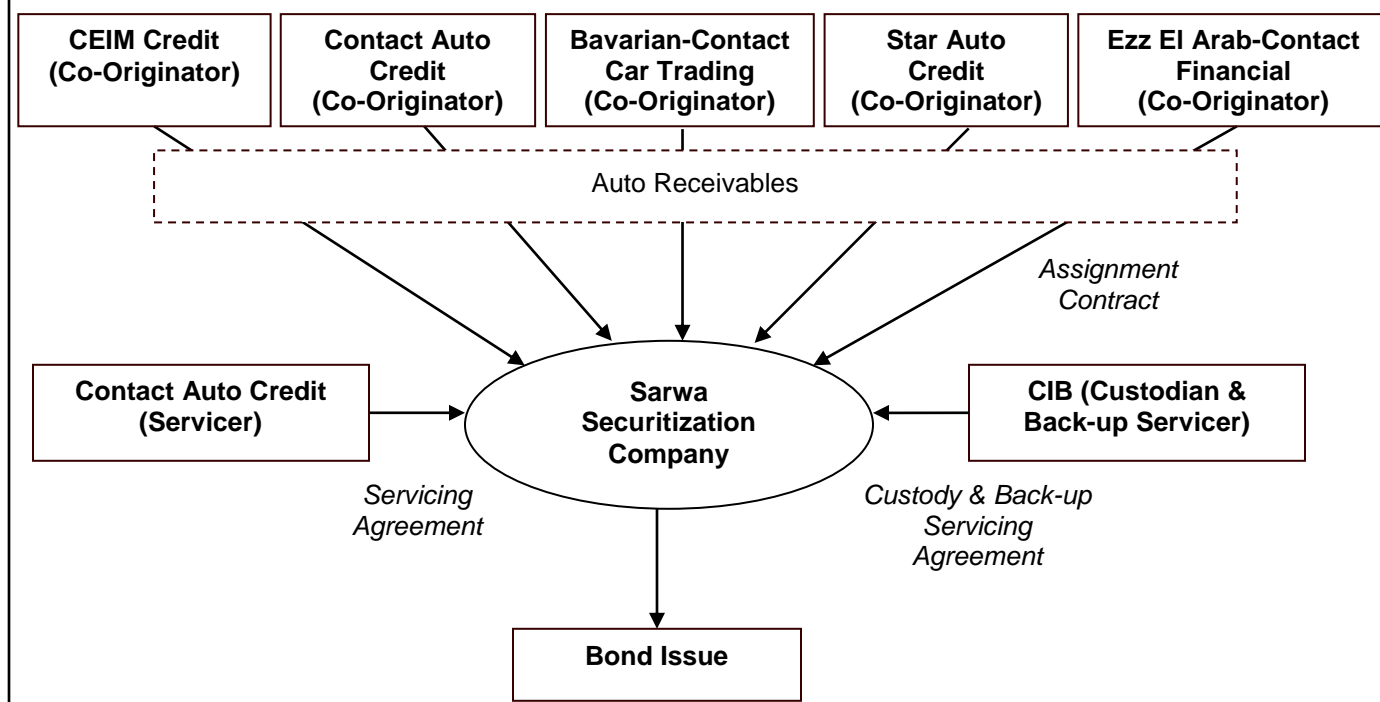 CEIM Credit
(Co-Originator)
Contact Auto
Credit
(Co-Originator)
Bavarian-Contact
Car Trading
(Co-Originator)
Star Auto
Credit
(Co-Originator)
Ezz El Arab-Contact
Financial
(Co-Originator)
Auto Receivables
Assignment
Contract
Contact Auto Credit
(Servicer)
Sarwa
Securitization
Company
CIB (Custodian &
Back-up Servicer)
Servicing
Agreement
Custody & Back-up
Servicing
Agreement
Bond Issue